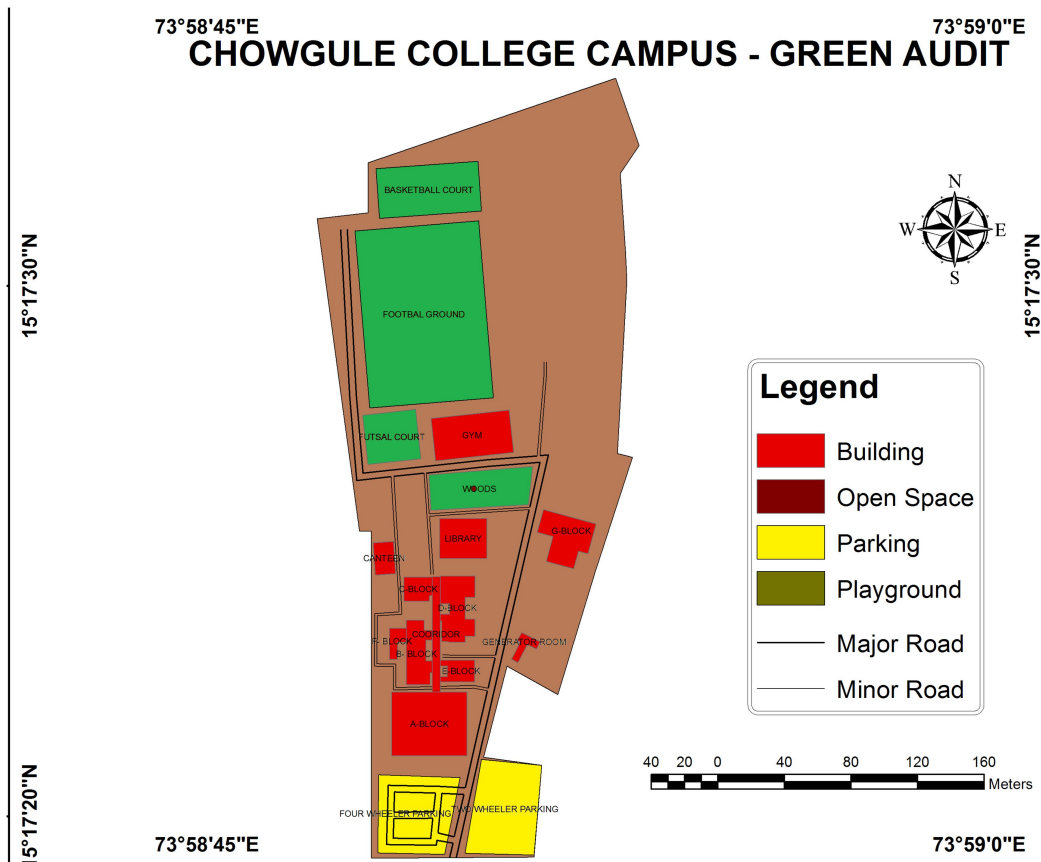 73°58'45"E
73°59'0"E
CHOWGULE COLLEGE CAMPUS - GREEN AUDIT
BASKETBALL COURT
N
W
E
S
15°17'30"N
15°17'30"N
FOOTBAL GROUND
FUTSAL COURT
GYM
WOODS
LIBRARY
G-BLOCK
CANTEEN
C-BLOCK
D-BLOCK
COORIDOR
F- BLOCK
B- BLOCK
GENERATOR ROOM
E-BLOCK
A-BLOCK
FOUR WHEELER PARKING
TWO WHEELER PARKING
Legend
Building
Open Space
Parking
Playground
Major Road
Minor Road
40 20 0 40 80 120 160
Meters
15°17'20"N
73°58'45"E
73°59'0"E